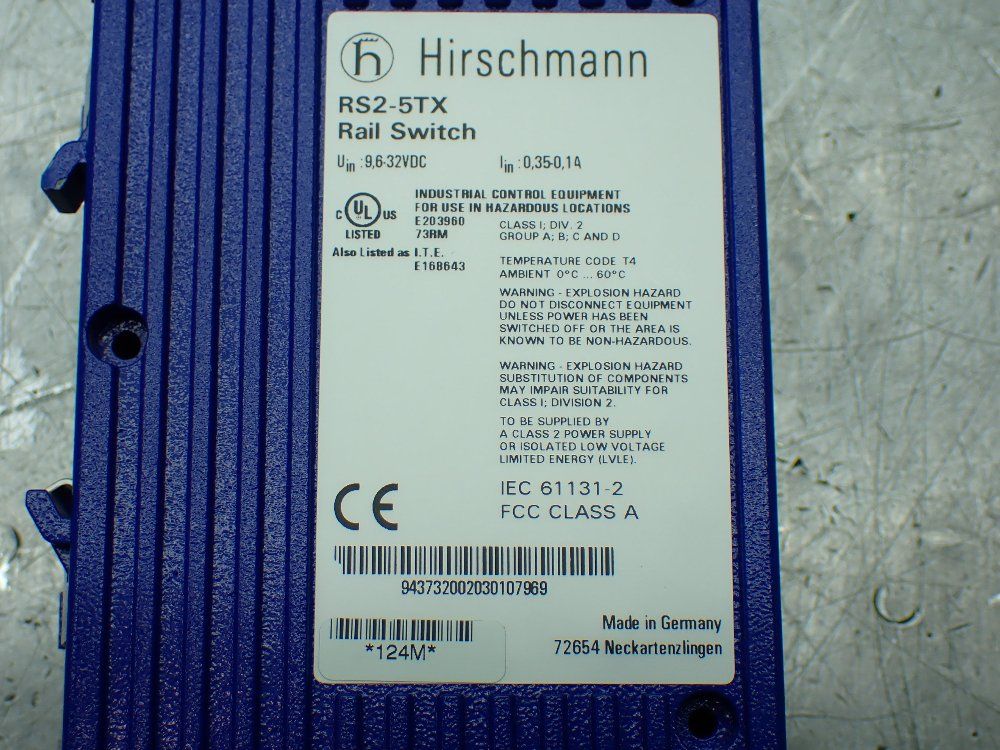 Hirschmann
RS2-5TX
Rail Switch
Uin : 9,6-32VDC Iin : 0,35-0,1A
C UL US
LISTED
INDUSTRIAL CONTROL EQUIPMENT
FOR USE IN HAZARDOUS LOCATIONS
E203960 CLASS I; DIV. 2
73RM GROUP A; B; C AND D
Also Listed as I.T.E.
E168643
TEMPERATURE CODE T4
AMBIENT 0°C ... 60°C
WARNING - EXPLOSION HAZARD
DO NOT DISCONNECT EQUIPMENT
UNLESS POWER HAS BEEN
SWITCHED OFF OR THE AREA IS
KNOWN TO BE NON-HAZARDOUS.
WARNING - EXPLOSION HAZARD
SUBSTITUTION OF COMPONENTS
MAY IMPAIR SUITABILITY FOR
CLASS I; DIVISION 2.
TO BE SUPPLIED BY
A CLASS 2 POWER SUPPLY
OR ISOLATED LOW VOLTAGE
LIMITED ENERGY (LVLE).
CE
IEC 61131-2
FCC CLASS A
943732002030107969
*124M*
Made in Germany
72654 Neckartenzlingen